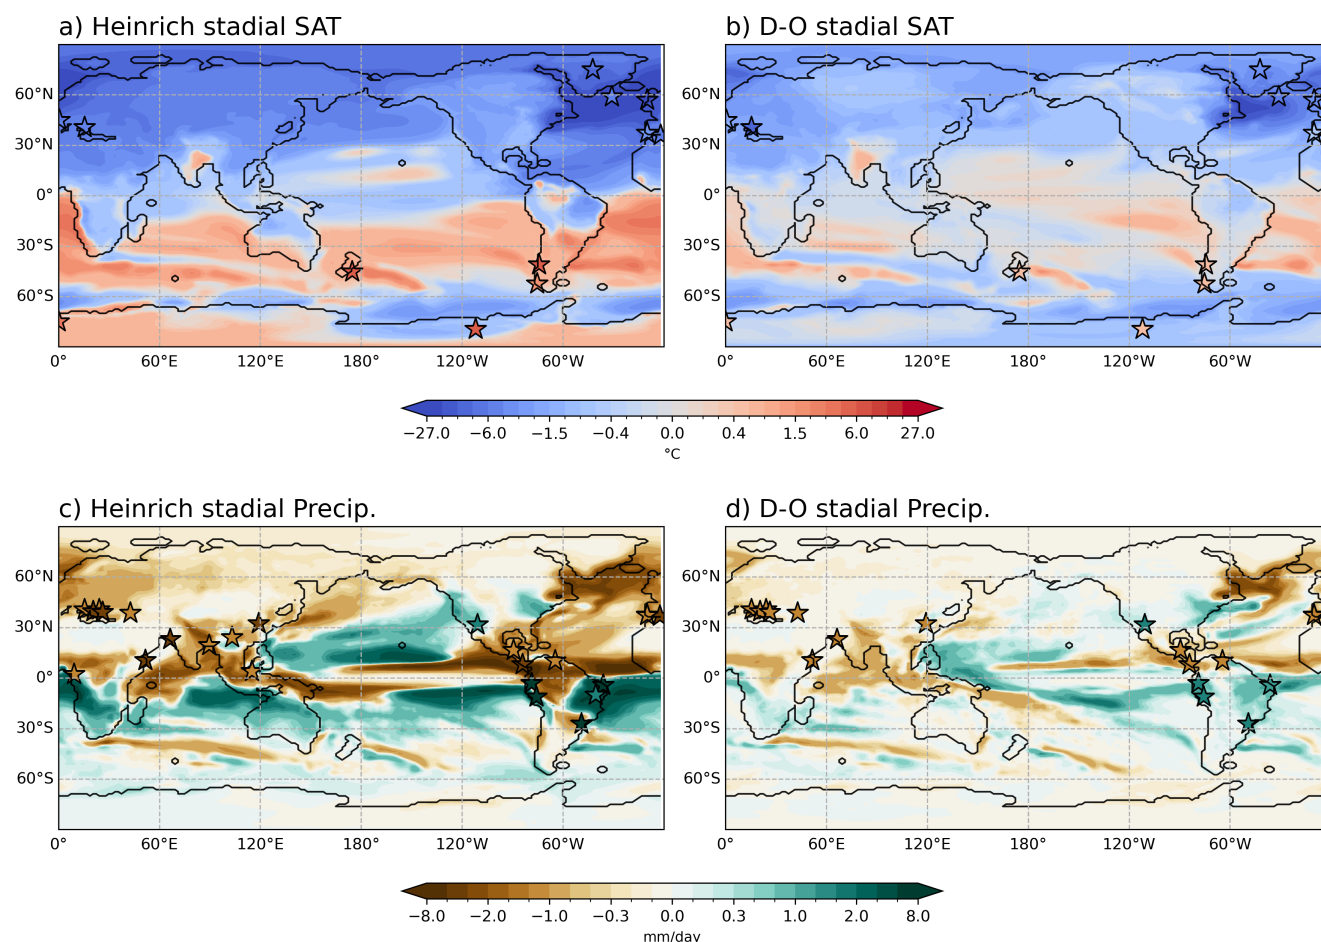 a) Heinrich stadial SAT
b) D-O stadial SAT
60°N
30°N
0°
30°S
60°S
0° 60°E 120°E 180° 120°W 60°W
60°N
30°N
0°
30°S
60°S
0° 60°E 120°E 180° 120°W 60°W
−27.0 −6.0 −1.5 −0.4 0.0 0.4 1.5 6.0 27.0
°C
c) Heinrich stadial Precip.
d) D-O stadial Precip.
60°N
30°N
0°
30°S
60°S
0° 60°E 120°E 180° 120°W 60°W
60°N
30°N
0°
30°S
60°S
0° 60°E 120°E 180° 120°W 60°W
−8.0 −2.0 −1.0 −0.3 0.0 0.3 1.0 2.0 8.0
mm/day